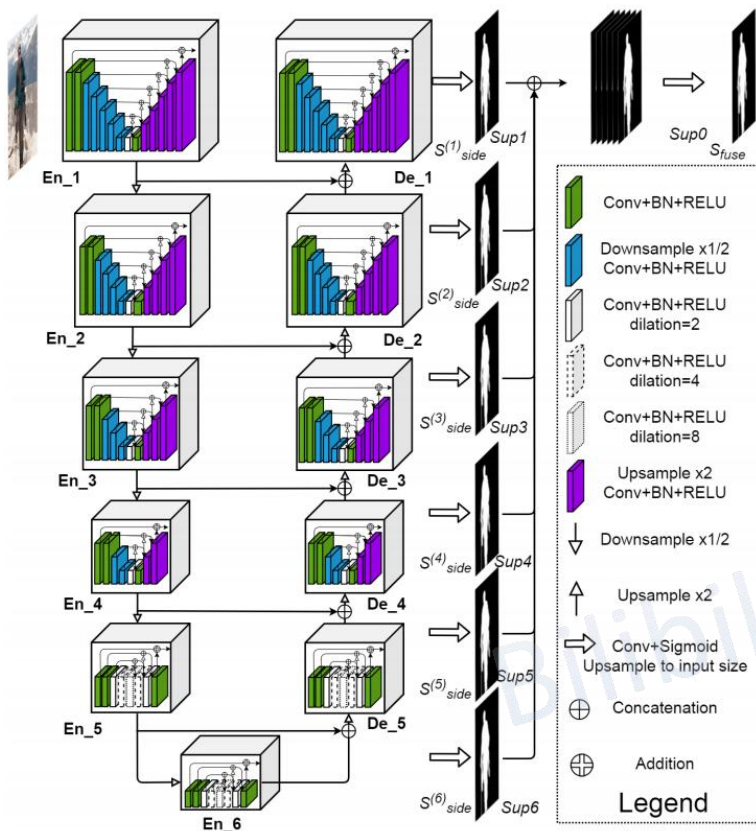 En_1
De_1
S(1)side
Sup1
Sup0
Sfuse
En_2
De_2
S(2)side
Sup2
En_3
De_3
S(3)side
Sup3
En_4
De_4
S(4)side
Sup4
En_5
De_5
S(5)side
Sup5
En_6
S(6)side
Sup6
Conv+BN+RELU
Downsample x1/2
Conv+BN+RELU
Conv+BN+RELU
dilation=2
Conv+BN+RELU
dilation=4
Conv+BN+RELU
dilation=8
Upsample x2
Conv+BN+RELU
Downsample x1/2
Upsample x2
Conv+Sigmoid
Upsample to input size
Concatenation
Addition
Legend
Bilibil